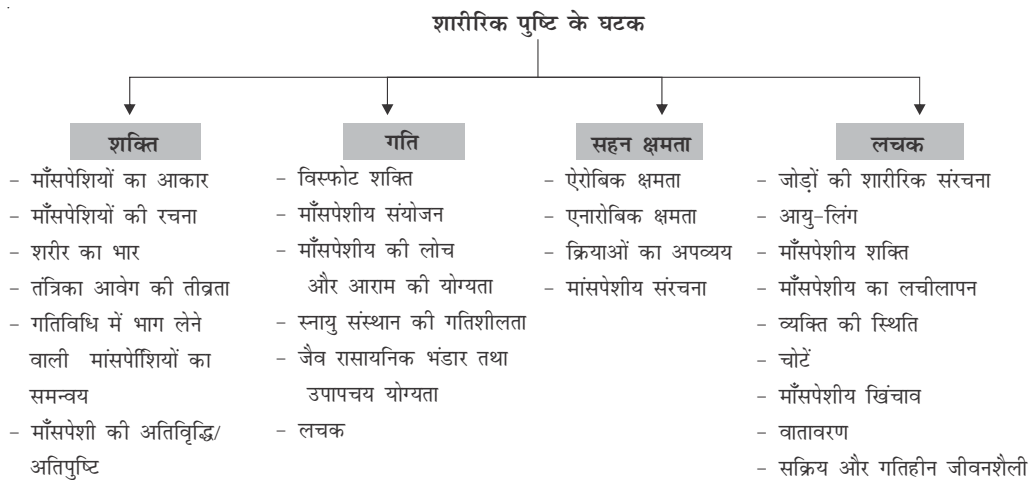 शारीरिक पुष्टि के घटक
शक्ति
- माँसपेशियों का आकार
- माँसपेशियों की रचना
- शरीर का भार
- तंत्रिका आवेग की तीव्रता
- गतिविधि में भाग लेने
वाली मांसपेशिियों का
समन्वय
- माँसपेशी की अतिविृद्धि/
अतिपुष्टि
गति
- विस्फोट शक्ति
- माँसपेशीय संयोजन
- माँसपेशीय की लोच
और आराम की योग्यता
- स्नायु संस्थान की गतिशीलता
- जैव रासायनिक भंडार तथा
उपापचय योग्यता
- लचक
सहन क्षमता
- ऐरोबिक क्षमता
- एनारोबिक क्षमता
- क्रियाओं का अपव्यय
- मांसपेशीय संरचना
लचक
- जोड़ों की शारीरिक संरचना
- आयु-लिंग
- माँसपेशीय शक्ति
- माँसपेशीय का लचीलापन
- व्यक्ति की स्थिति
- चोटें
- माँसपेशीय खिंचाव
- वातावरण
- सक्रिय और गतिहीन जीवनशैली